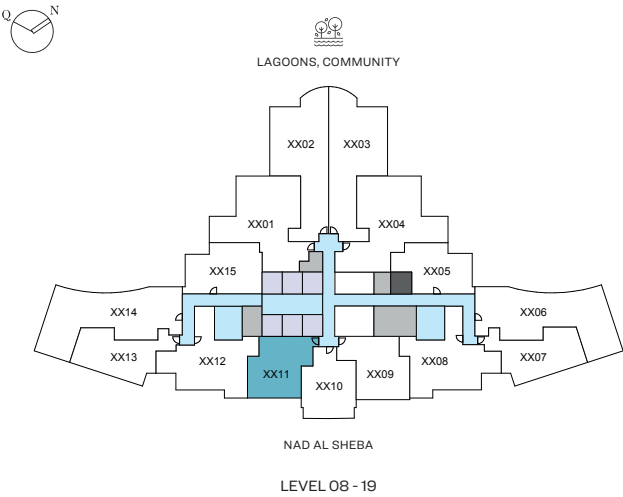 Q N
LAGOONS, COMMUNITY
XX02 XX03
XX01 XX04
XX15 XX05
XX14 XX06
XX13 XX12 XX08 XX07
XX11 XX10 XX09
NAD AL SHEBA
LEVEL 08 - 19